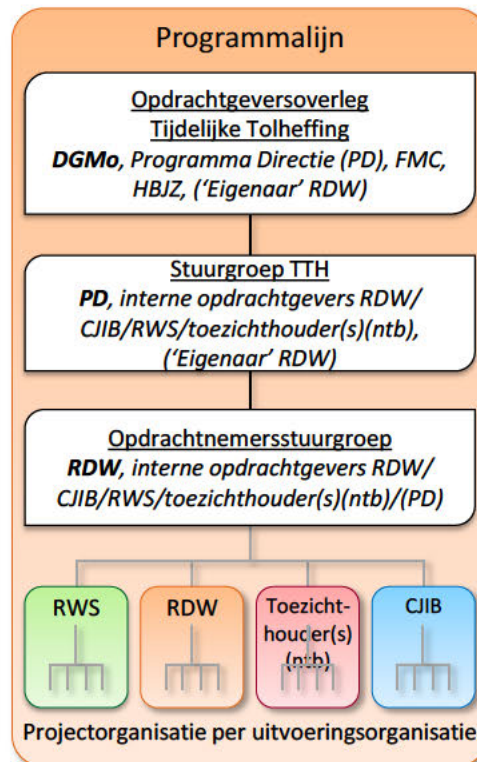 Programmalijn
Opdrachtgeversoverleg
Tijdelijke Tolheffing
DGMo, Programma Directie (PD), FMC,
HBJZ, (‘Eigenaar’ RDW)
Stuurgroep TTH
PD, interne opdrachtgevers RDW/
CJIB/RWS/toezichthouder(s)(ntb),
(‘Eigenaar’ RDW)
Opdrachtnemersstuurgroep
RDW, interne opdrachtgevers RDW/
CJIB/RWS/toezichthouder(s)(ntb)/(PD)
RWS
RDW
Toezicht-
houder(s)
(ntb)
CJIB
Projectorganisatie per uitvoeringsorganisatie